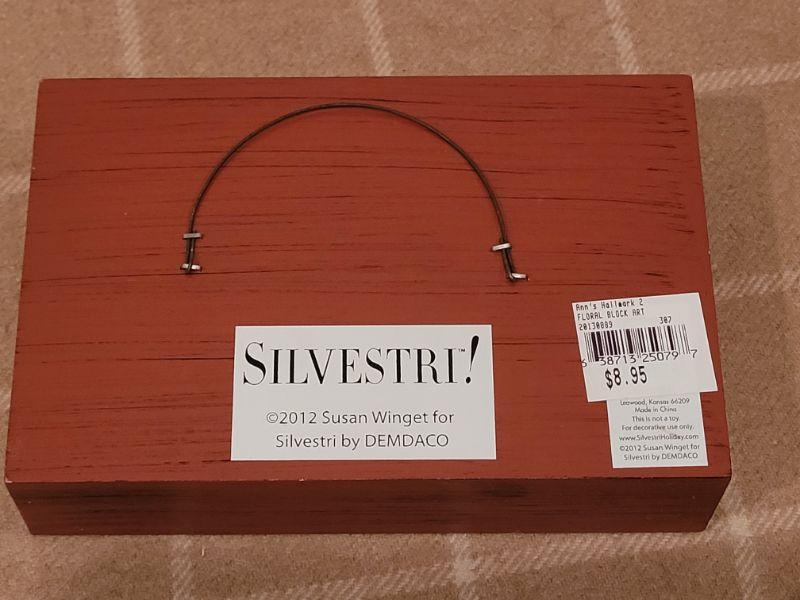 SILVESTRI!™
©2012 Susan Winget for
Silvestri by DEMDACO
Ann's Hallmark 2
FLORAL BLOCK ART
20130889 307
6 38713 25079 7
$8.95
Leawood, Kansas 66209
Made in China
This is not a toy.
For decorative use only.
www.SilvestriHoliday.com
©2012 Susan Winget for
Silvestri by DEMDACO